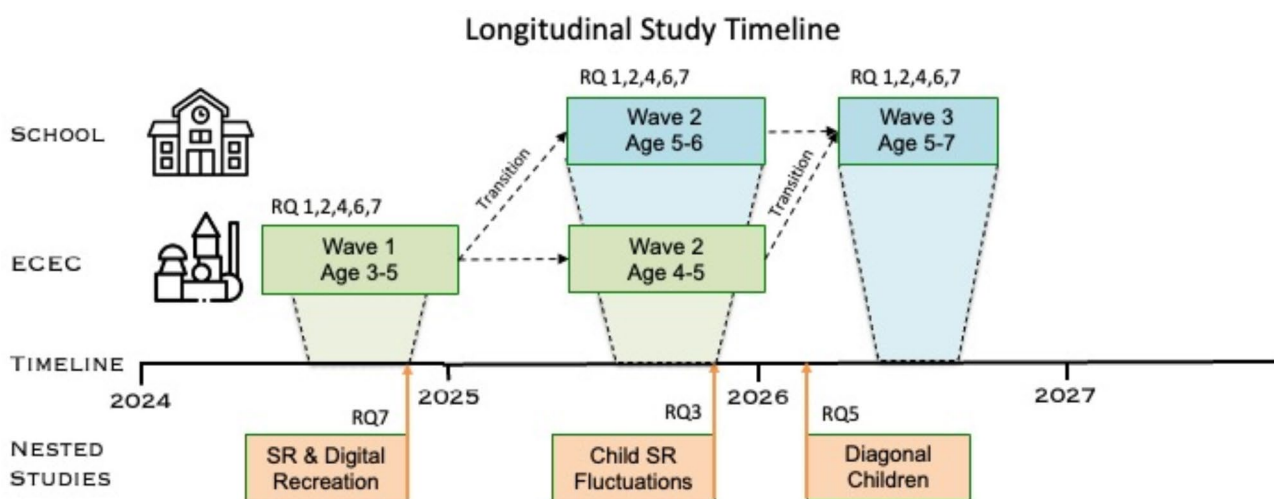 Longitudinal Study Timeline
RQ 1,2,4,6,7
RQ 1,2,4,6,7
SCHOOL
Wave 2
Age 5-6
Wave 3
Age 5-7
Transition
Transition
RQ 1,2,4,6,7
ECEC
Wave 1
Age 3-5
Wave 2
Age 4-5
TIMELINE
2024
2025
2026
2027
RQ7
RQ3
RQ5
NESTED
STUDIES
SR & Digital
Recreation
Child SR
Fluctuations
Diagonal
Children